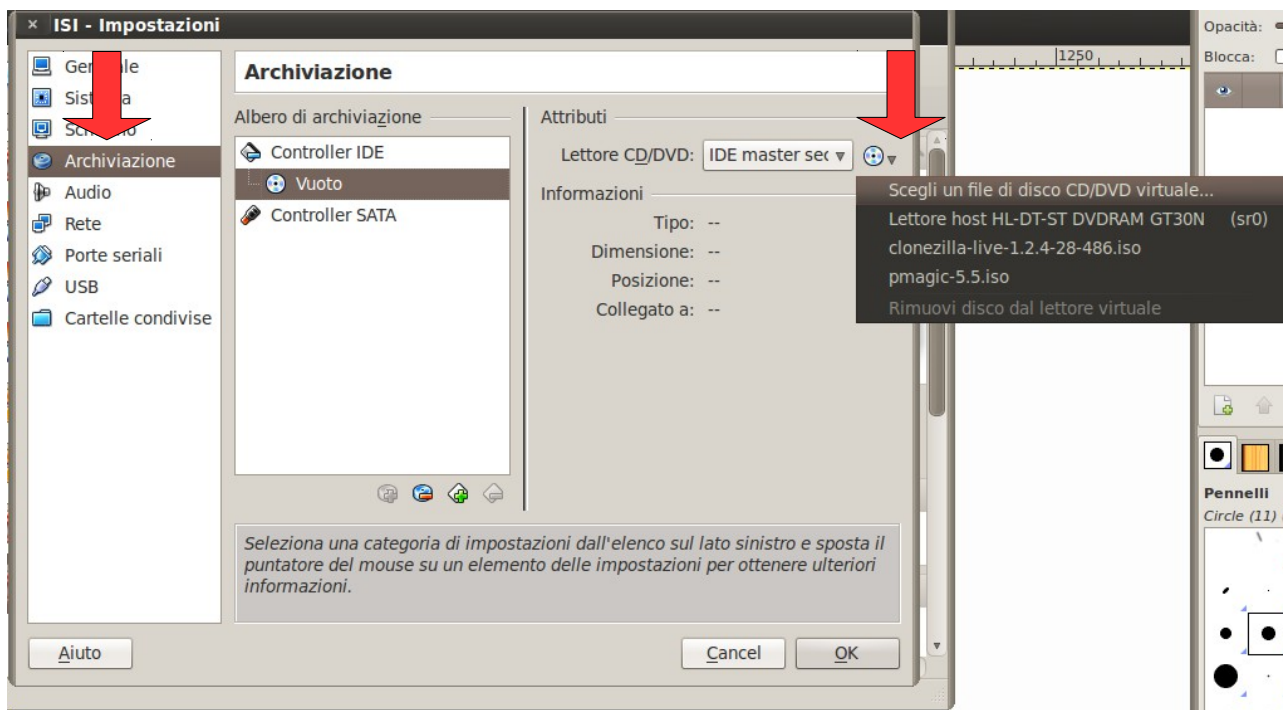 ISI - Impostazioni
Archiviazione
Audio
Rete
Porte seriali
USB
Cartelle condivise
Archiviazione
Albero di archiviazione
Controller IDE
Vuoto
Controller SATA
Attributi
Lettore CD/DVD:
IDE master sec
Informazioni
Tipo: --
Dimensione: --
Posizione: --
Collegato a: --
Scegli un file di disco CD/DVD virtuale...
Lettore host HL-DT-ST DVDRAM GT30N (sr0)
clonezilla-live-1.2.4-28-486.iso
pmagic-5.5.iso
Rimuovi disco dal lettore virtuale
Seleziona una categoria di impostazioni dall'elenco sul lato sinistro e sposta il
puntatore del mouse su un elemento delle impostazioni per ottenere ulteriori
informazioni.
Aiuto
Cancel
OK
1250
Opacità:
Blocca:
Pennelli
Circle (11)